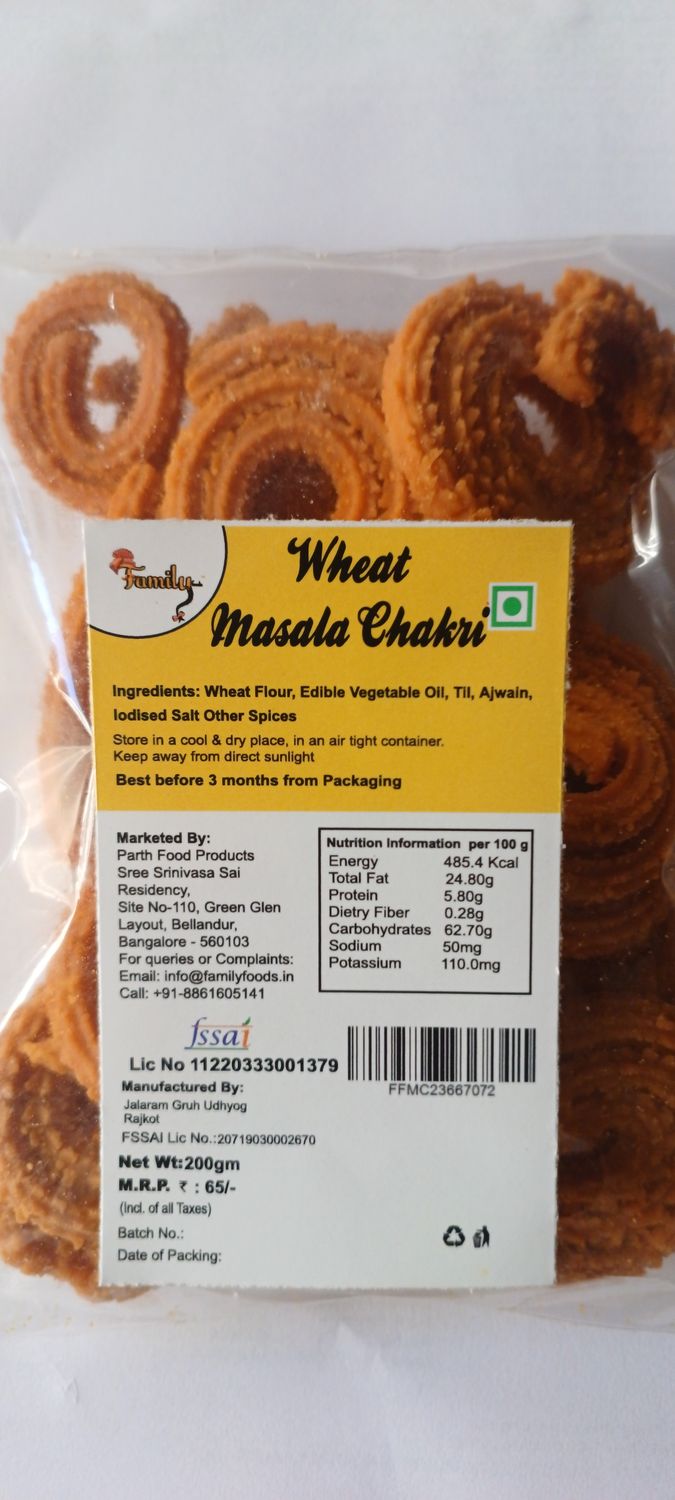 Family
Wheat
Masala Chakri
Ingredients: Wheat Flour, Edible Vegetable Oil, Til, Ajwain,
Iodised Salt Other Spices
Store in a cool & dry place, in an air tight container.
Keep away from direct sunlight
Best before 3 months from Packaging
Marketed By:
Parth Food Products
Sree Srinivasa Sai
Residency,
Site No-110, Green Glen
Layout, Bellandur,
Bangalore - 560103
For queries or Complaints:
Email: info@familyfoods.in
Call: +91-8861605141
Nutrition Information per 100 g
Energy 485.4 Kcal
Total Fat 24.80g
Protein 5.80g
Dietry Fiber 0.28g
Carbohydrates 62.70g
Sodium 50mg
Potassium 110.0mg
fssai
Lic No 11220333001379
FFMC23667072
Manufactured By:
Jalaram Gruh Udhyog
Rajkot
FSSAI Lic No.:20719030002670
Net Wt:200gm
M.R.P. ₹ : 65/-
(Incl. of all Taxes)
Batch No.:
Date of Packing: